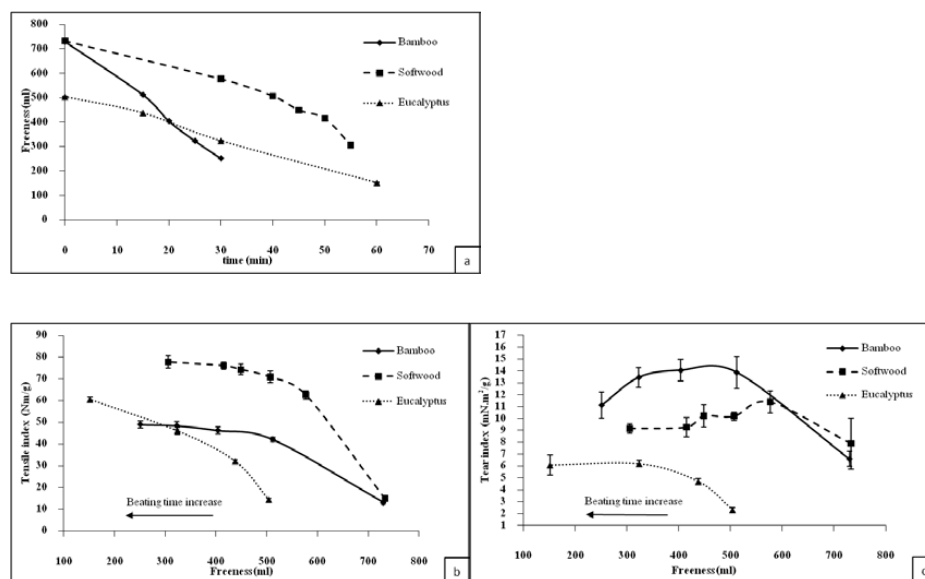 800
700
600
500
400
300
200
100
0
Freeness(ml)
0 10 20 30 40 50 60 70
time (min)
Bamboo
Softwood
Eucalyptus
a
90
80
70
60
50
40
30
20
10
0
Tensile index (Nm/g)
Bamboo
Softwood
Eucalyptus
Beating time increase
100 200 300 400 500 600 700 800
Freeness(ml)
b
17
16
15
14
13
12
11
10
9
8
7
6
5
4
3
2
1
Tear index (mN.m²/g)
Bamboo
Softwood
Eucalyptus
Beating time increase
100 200 300 400 500 600 700 800
Freeness(ml)
c